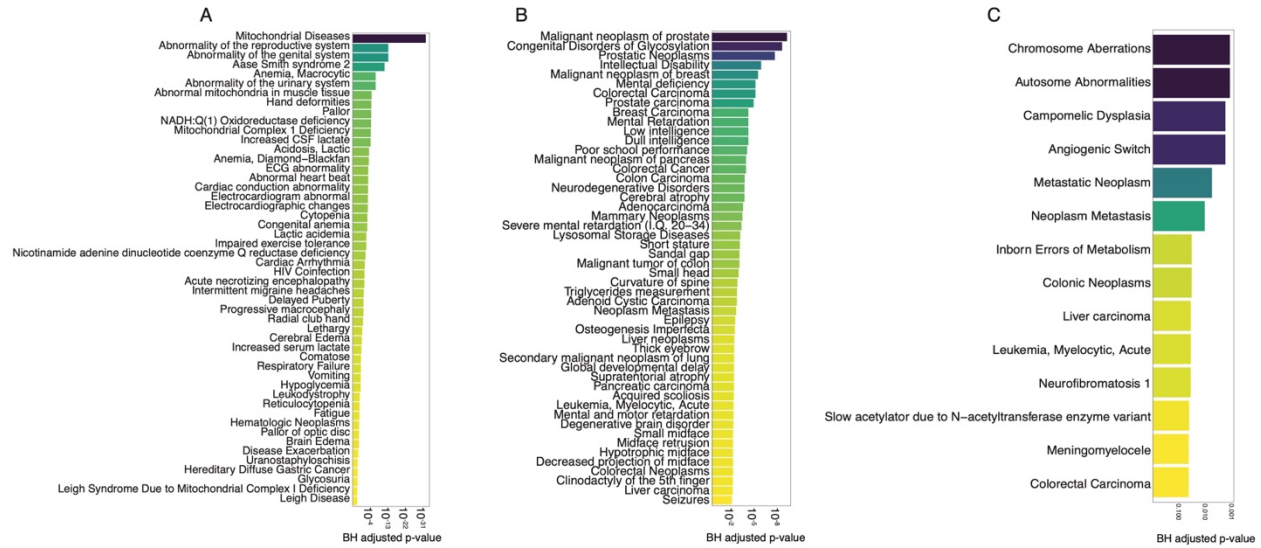 A
Mitochondrial Diseases
Abnormality of the reproductive system
Abnormality of the genital system
Aase Smith syndrome 2
Anemia, Macrocytic
Abnormality of the urinary system
Abnormal mitochondria in muscle tissue
Hand deformities
Pallor
NADH:Q(1) Oxidoreductase deficiency
Mitochondrial Complex 1 Deficiency
Increased CSF lactate
Acidosis, Lactic
Anemia, Diamond−Blackfan
ECG abnormality
Abnormal heart beat
Cardiac conduction abnormality
Electrocardiogram abnormal
Electrocardiographic changes
Cytopenia
Congenital anemia
Lactic acidemia
Impaired exercise tolerance
Nicotinamide adenine dinucleotide coenzyme Q reductase deficiency
Cardiac Arrhythmia
HIV Coinfection
Acute necrotizing encephalopathy
Intermittent migraine headaches
Delayed Puberty
Progressive macrocephaly
Radial club hand
Lethargy
Cerebral Edema
Increased serum lactate
Comatose
Respiratory Failure
Vomiting
Hypoglycemia
Leukodystrophy
Reticulocytopenia
Fatigue
Hematologic Neoplasms
Pallor of optic disc
Brain Edema
Disease Exacerbation
Uranostaphyloschisis
Hereditary Diffuse Gastric Cancer
Glycosuria
Leigh Syndrome Due to Mitochondrial Complex I Deficiency
Leigh Disease
10−4 10−13 10−22 10−31
BH adjusted p-value
B
Malignant neoplasm of prostate
Congenital Disorders of Glycosylation
Prostatic Neoplasms
Intellectual Disability
Malignant neoplasm of breast
Mental deficiency
Colorectal Carcinoma
Prostate carcinoma
Breast Carcinoma
Mental Retardation
Low intelligence
Dull intelligence
Poor school performance
Malignant neoplasm of pancreas
Colorectal Cancer
Colon Carcinoma
Neurodegenerative Disorders
Cerebral atrophy
Adenocarcinoma
Mammary Neoplasms
Severe mental retardation (I.Q. 20−34)
Lysosomal Storage Diseases
Short stature
Sandal gap
Malignant tumor of colon
Small head
Curvature of spine
Triglycerides measurement
Adenoid Cystic Carcinoma
Neoplasm Metastasis
Epilepsy
Osteogenesis Imperfecta
Liver neoplasms
Thick eyebrow
Secondary malignant neoplasm of lung
Global developmental delay
Supratentorial atrophy
Pancreatic carcinoma
Acquired scoliosis
Leukemia, Myelocytic, Acute
Mental and motor retardation
Degenerative brain disorder
Small midface
Midface retrusion
Hypotrophic midface
Decreased projection of midface
Colorectal Neoplasms
Clinodactyly of the 5th finger
Liver carcinoma
Seizures
10−2 10−5 10−8
BH adjusted p-value
C
Chromosome Aberrations
Autosome Abnormalities
Campomelic Dysplasia
Angiogenic Switch
Metastatic Neoplasm
Neoplasm Metastasis
Inborn Errors of Metabolism
Colonic Neoplasms
Liver carcinoma
Leukemia, Myelocytic, Acute
Neurofibromatosis 1
Slow acetylator due to N−acetyltransferase enzyme variant
Meningomyelocele
Colorectal Carcinoma
0.100 0.010 0.001
BH adjusted p-value